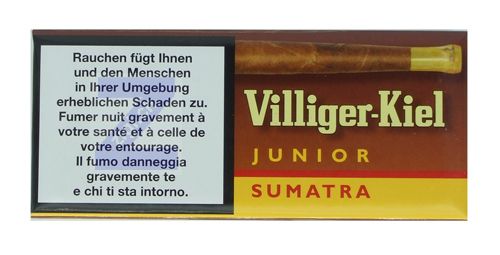 Rauchen fügt Ihnen
und den Menschen
in Ihrer Umgebung
erheblichen Schaden zu.
Fumer nuit gravement à
votre santé et à celle de
votre entourage.
Il fumo danneggia
gravemente te
e chi ti sta intorno.
Villiger-Kiel
JUNIOR
SUMATRA